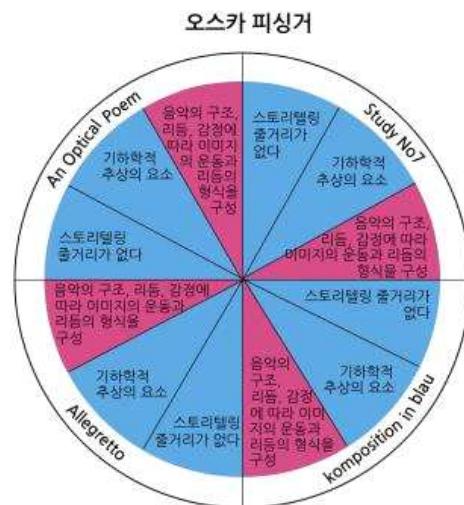 오스카 피싱거
An Optical Poem
음악의 구조,
리듬, 감정에
따라 이미지
의 운동과
리듬의
형식을
구성
기하학적
추상의 요소
스토리텔링
줄거리가 없다
Study No7
스토리텔링
줄거리가
없다
기하학적
추상의 요소
음악의 구조,
리듬, 감정에 따라
이미지의 운동과 리듬의
형식을 구성
komposition in blau
스토리텔링 줄거리가
없다
기하학적
추상의 요소
음악의
구조,
리듬, 감정
에 따라 이미
지의 운동과
리듬의 형식을
구성
Allegretto
스토리텔링
줄거리가 없다
기하학적
추상의 요소
음악의 구조, 리듬, 감정에
따라 이미지의 운동과
리듬의 형식을
구성